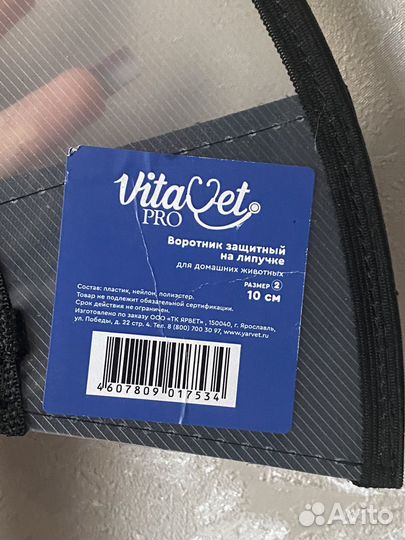 VitaVet
PRO
Воротник защитный
на липучке
для домашних животных
РАЗМЕР 2
10 см
Состав: пластик, нейлон, полиэстер.
Товар не подлежит обязательной сертификации.
Срок действия не ограничен.
Изготовлено по заказу ООО «ТК ЯРВЕТ», 150040, г. Ярославль,
ул. Победы, д. 22 стр. 4. Тел. 8 (800) 700 30 97, www.yarvet.ru
4607809 017534
Avito